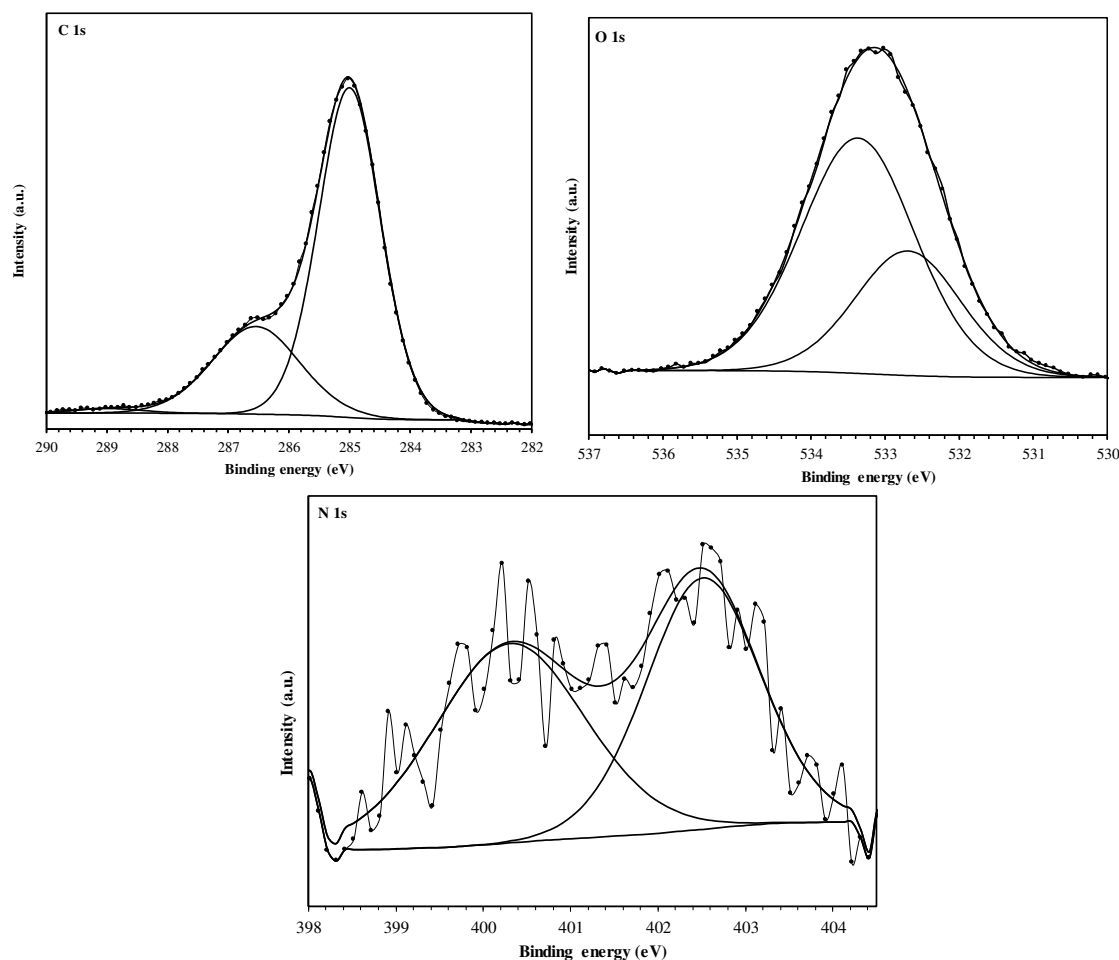 C 1s
Intensity (a.u.)
290 289 288 287 286 285 284 283 282
Binding energy (eV)
O 1s
Intensity (a.u.)
537 536 535 534 533 532 531 530
Binding energy (eV)
N 1s
Intensity (a.u.)
398 399 400 401 402 403 404
Binding energy (eV)